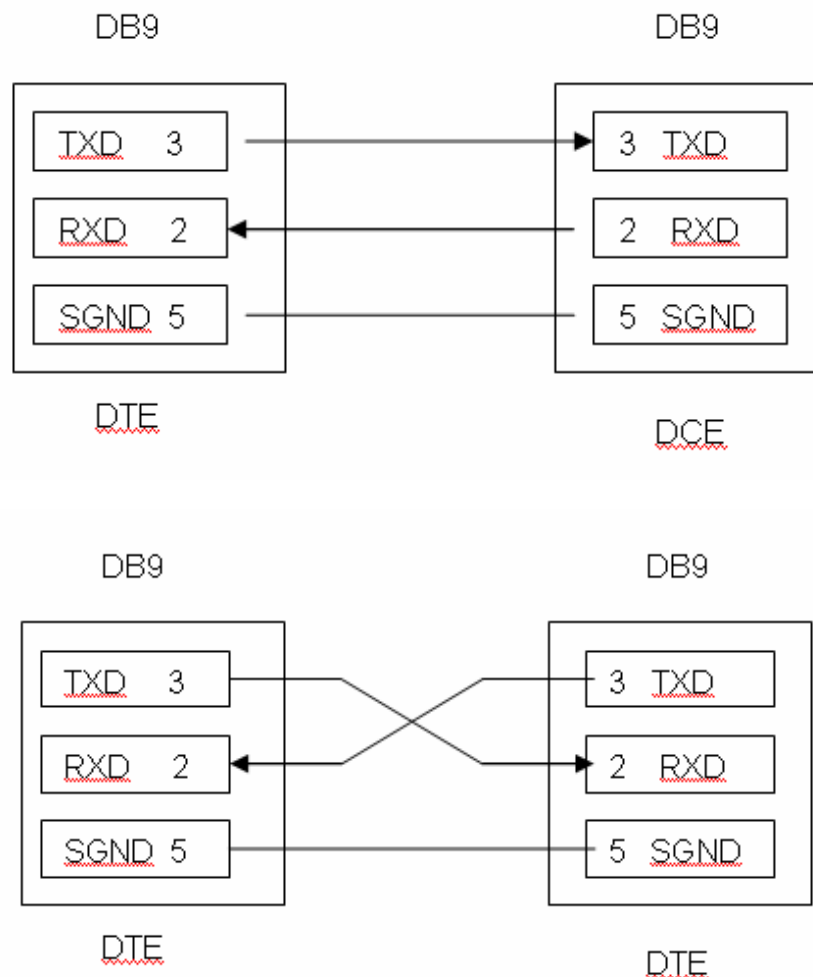 DB9 DB9
TXD 3 3 TXD
RXD 2 2 RXD
SGND 5 5 SGND
DTE DCE
DB9 DB9
TXD 3 3 TXD
RXD 2 2 RXD
SGND 5 5 SGND
DTE DTE